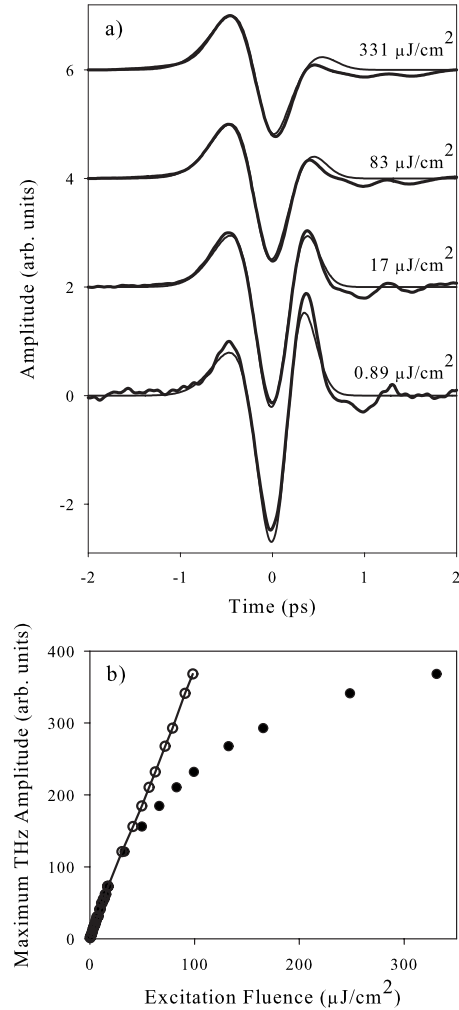 a)
331 μJ/cm2
6
83 μJ/cm2
4
17 μJ/cm2
2
0.89 μJ/cm2
0
-2
Amplitude (arb. units)
-2 -1 0 1 2
Time (ps)
b)
400
300
200
100
0
Maximum THz Amplitude (arb. units)
0 100 200 300
Excitation Fluence (μJ/cm2)